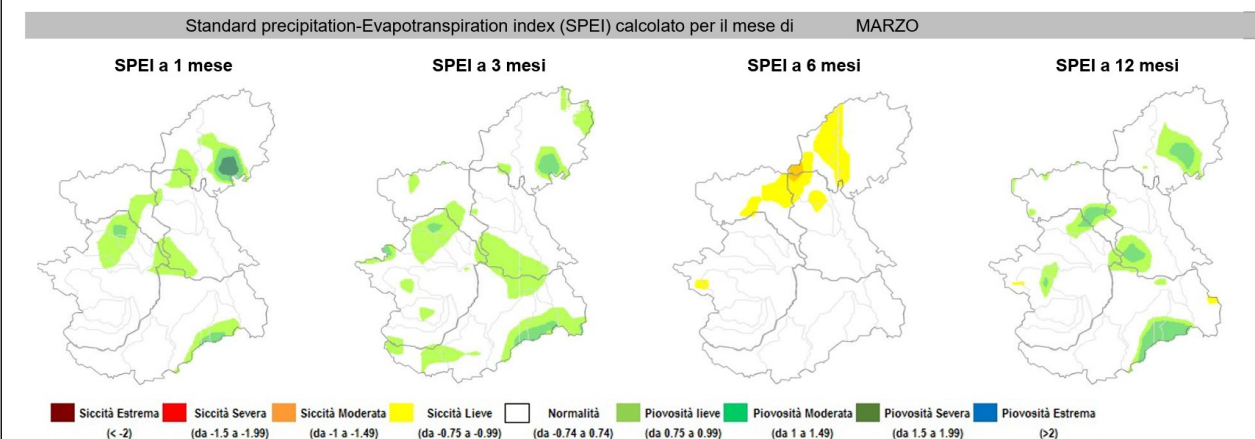 Standard precipitation-Evapotranspiration index (SPEI) calcolato per il mese di MARZO
SPEI a 1 mese SPEI a 3 mesi SPEI a 6 mesi SPEI a 12 mesi
Siccità Estrema Siccità Severa Siccità Moderata Siccità Lieve Normalità Piovosità lieve Piovosità Moderata Piovosità Severa Piovosità Estrema
(< -2) (da -1.5 a -1.99) (da -1 a -1.49) (da -0.75 a -0.99) (da -0.74 a 0.74) (da 0.75 a 0.99) (da 1 a 1.49) (da 1.5 a 1.99) (>2)